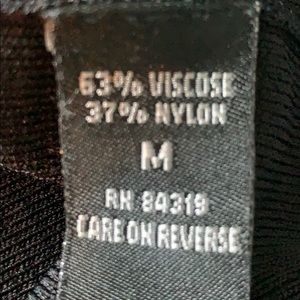 63% VISCOSE
37% NYLON
M
RN 84319
CARE ON REVERSE